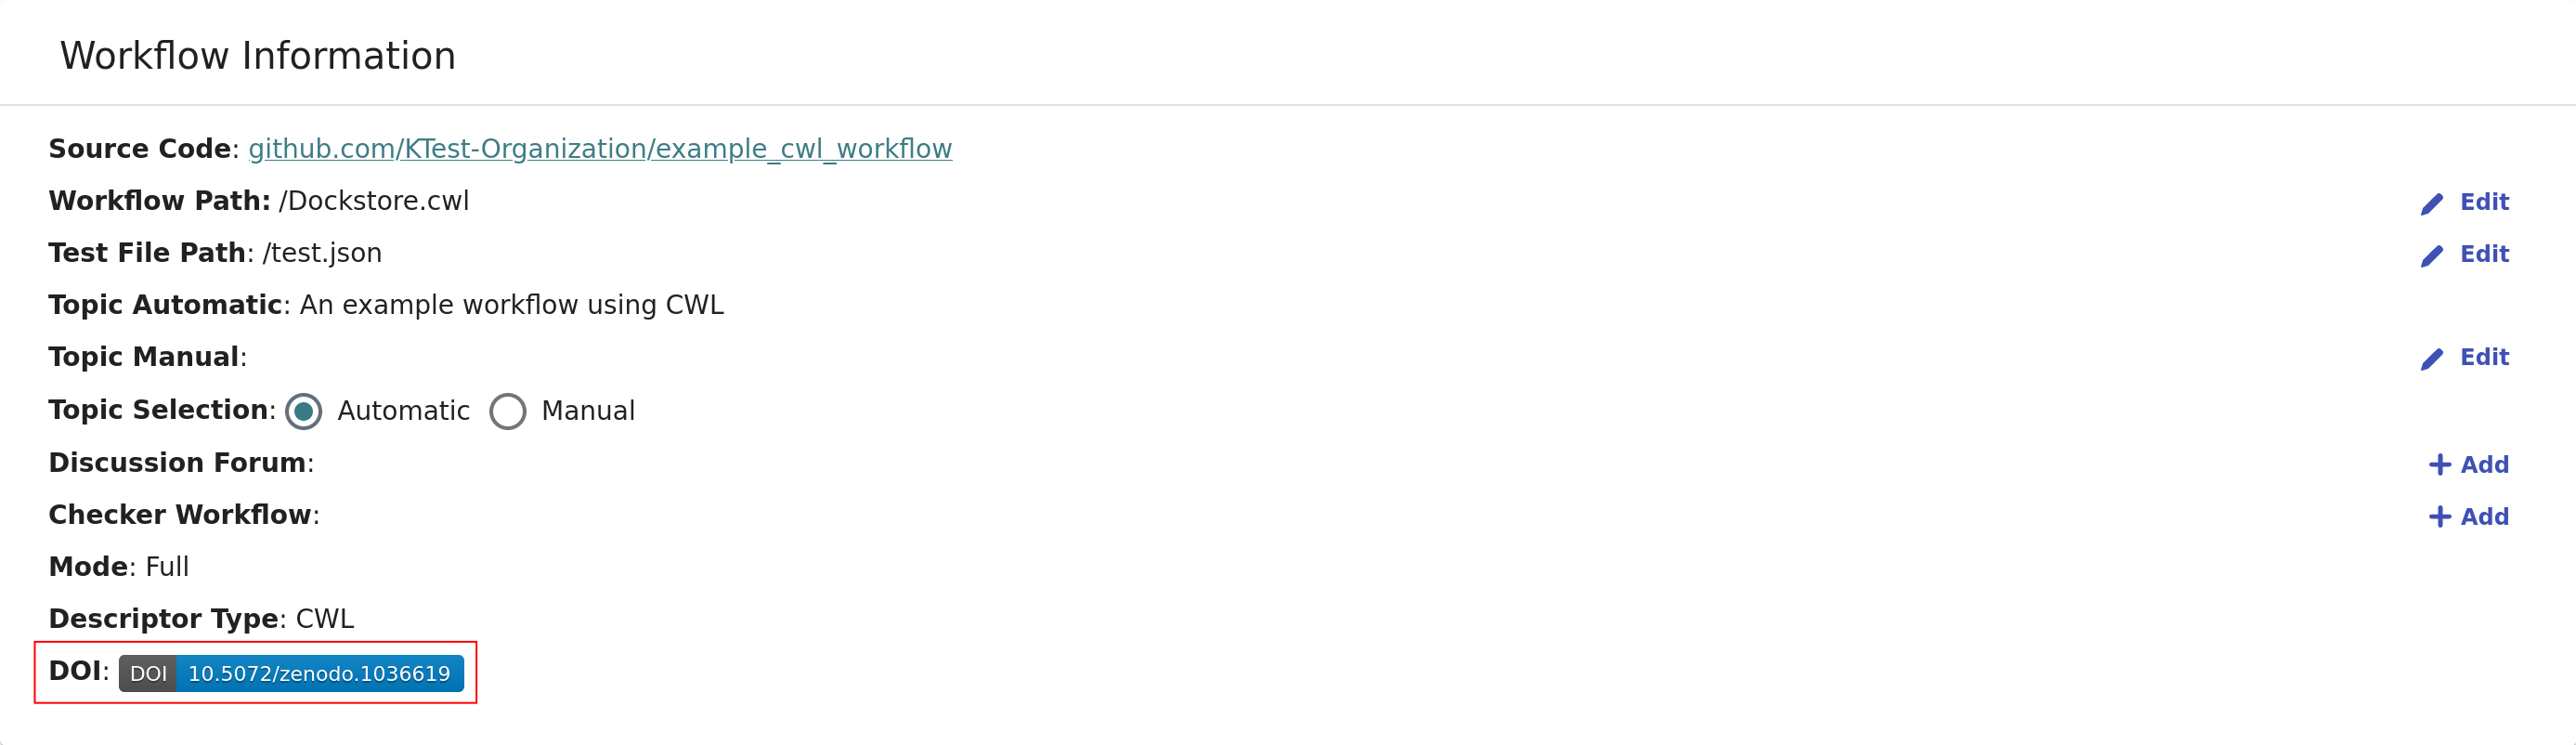 Workflow Information
Source Code: github.com/KTest-Organization/example_cwl_workflow
Workflow Path: /Dockstore.cwl Edit
Test File Path: /test.json Edit
Topic Automatic: An example workflow using CWL
Topic Manual: Edit
Topic Selection: Automatic Manual
Discussion Forum: + Add
Checker Workflow: + Add
Mode: Full
Descriptor Type: CWL
DOI: DOI 10.5072/zenodo.1036619